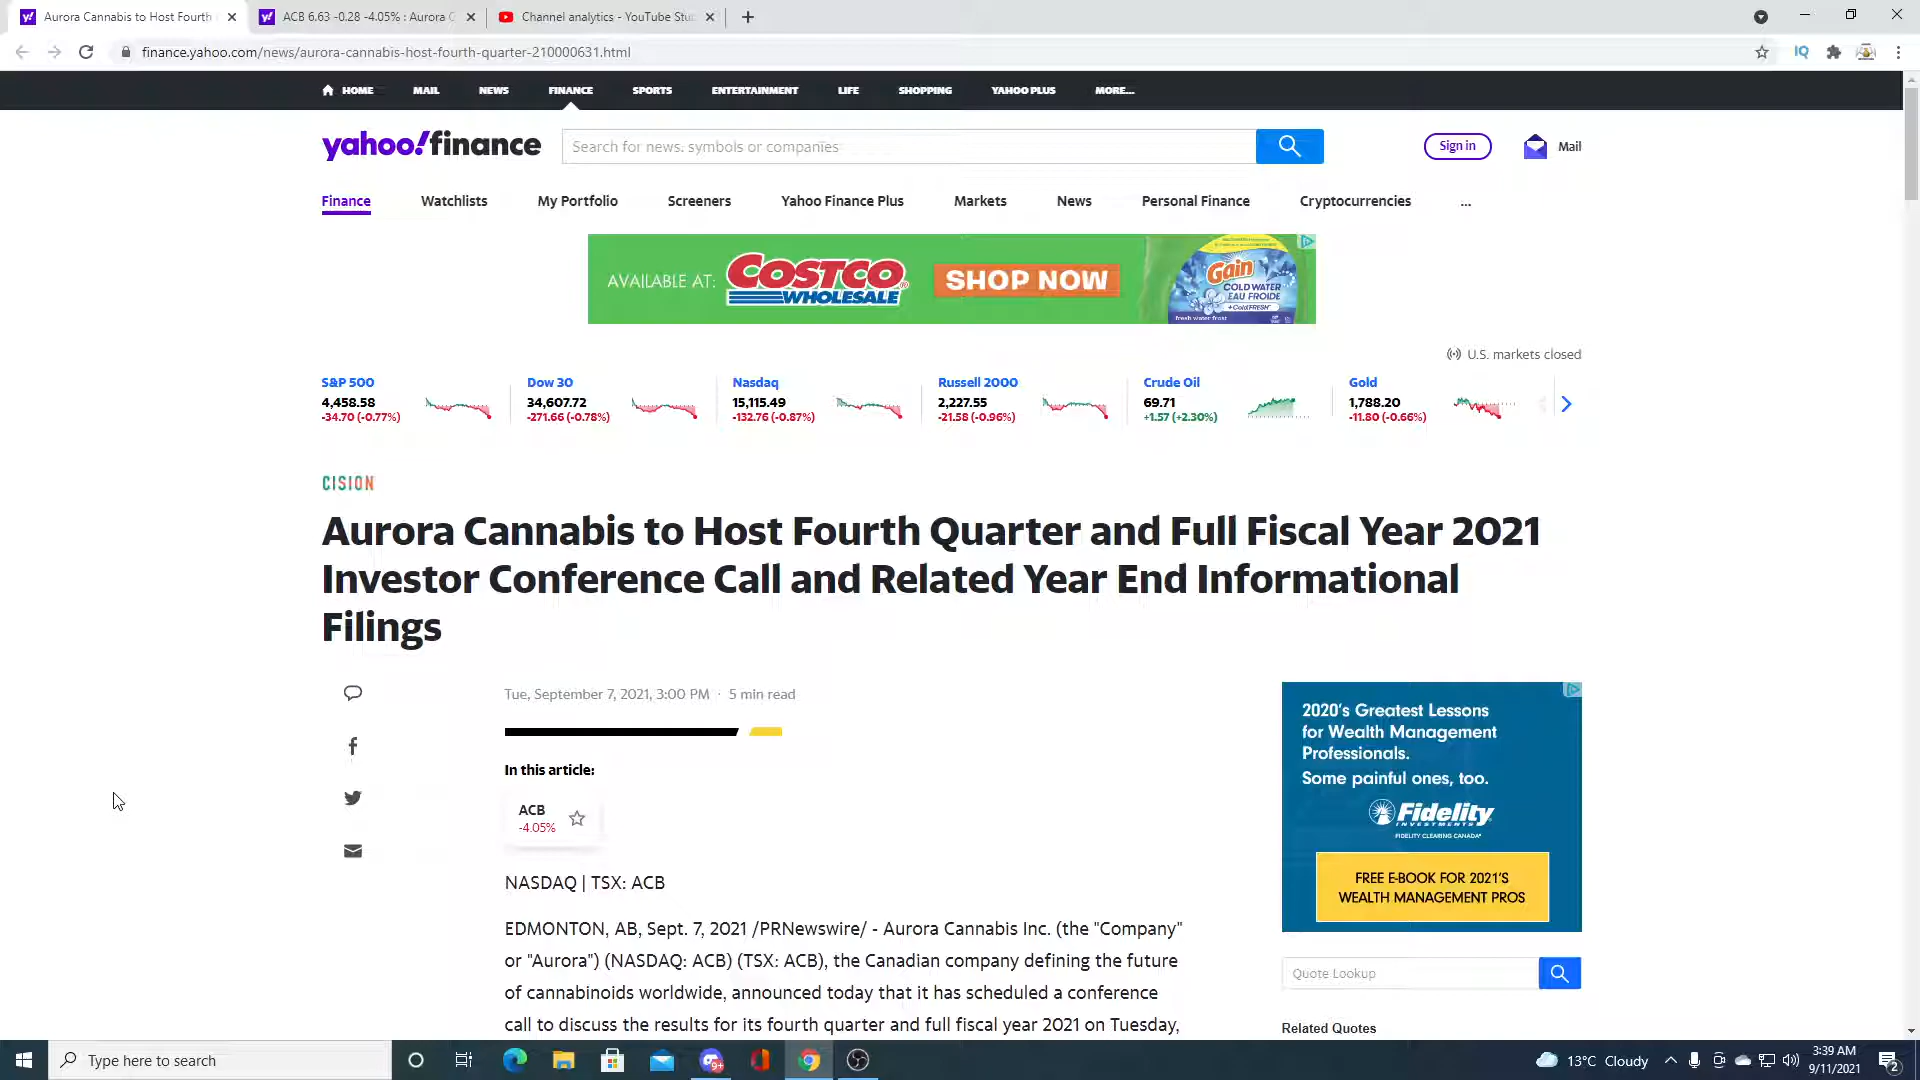 Aurora Cannabis to Host Fourth
ACB 6.63 -0.28 -4.05% : Aurora C
Channel analytics - YouTube Stu
finance.yahoo.com/news/aurora-cannabis-host-fourth-quarter-210000631.html
IQ
HOME MAIL NEWS FINANCE SPORTS ENTERTAINMENT LIFE SHOPPING YAHOO PLUS MORE...
yahoo!finance
Search for news, symbols or companies
Sign in
Mail
Finance Watchlists My Portfolio Screeners Yahoo Finance Plus Markets News Personal Finance Cryptocurrencies ...
AVAILABLE AT: COSTCO WHOLESALE SHOP NOW
Gain
COLD WATER
EAU FROIDE
+ColdFRESH
fresh water frost
U.S. markets closed
S&P 500
4,458.58
-34.70 (-0.77%)
Dow 30
34,607.72
-271.66 (-0.78%)
Nasdaq
15,115.49
-132.76 (-0.87%)
Russell 2000
2,227.55
-21.58 (-0.96%)
Crude Oil
69.71
+1.57 (+2.30%)
Gold
1,788.20
-11.80 (-0.66%)
CISION
Aurora Cannabis to Host Fourth Quarter and Full Fiscal Year 2021
Investor Conference Call and Related Year End Informational
Filings
Tue, September 7, 2021, 3:00 PM · 5 min read
In this article:
ACB
-4.05%
NASDAQ | TSX: ACB
EDMONTON, AB, Sept. 7, 2021 /PRNewswire/ - Aurora Cannabis Inc. (the "Company"
or "Aurora") (NASDAQ: ACB) (TSX: ACB), the Canadian company defining the future
of cannabinoids worldwide, announced today that it has scheduled a conference
call to discuss the results for its fourth quarter and full fiscal year 2021 on Tuesday,
2020's Greatest Lessons
for Wealth Management
Professionals.
Some painful ones, too.
Fidelity
INVESTMENTS
FIDELITY CLEARING CANADA
FREE E-BOOK FOR 2021'S
WEALTH MANAGEMENT PROS
Quote Lookup
Related Quotes
Type here to search
9+
13°C Cloudy
3:39 AM
9/11/2021
2